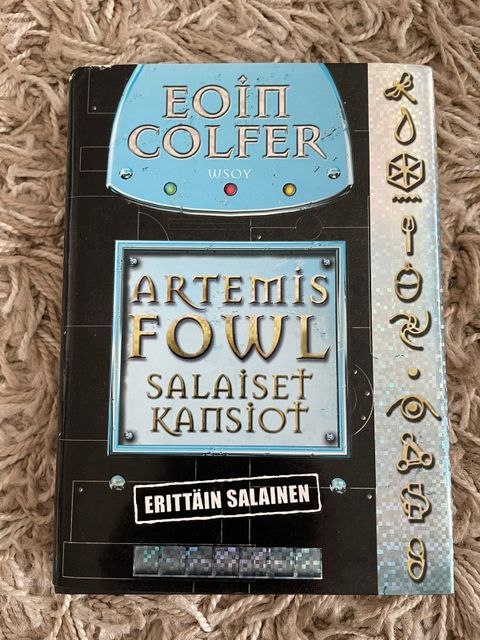 EOIN
COLFER
WSOY
ARTEMIS
FOWL
SALAISET
KANSIOT
ERITTÄIN SALAINEN